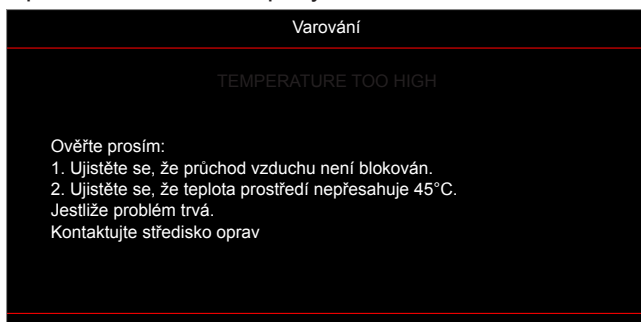 Varování
TEMPERATURE TOO HIGH
Ověřte prosím:
1. Ujistěte se, že průchod vzduchu není blokován.
2. Ujistěte se, že teplota prostředí nepřesahuje 45°C.
Jestliže problém trvá.
Kontaktujte středisko oprav